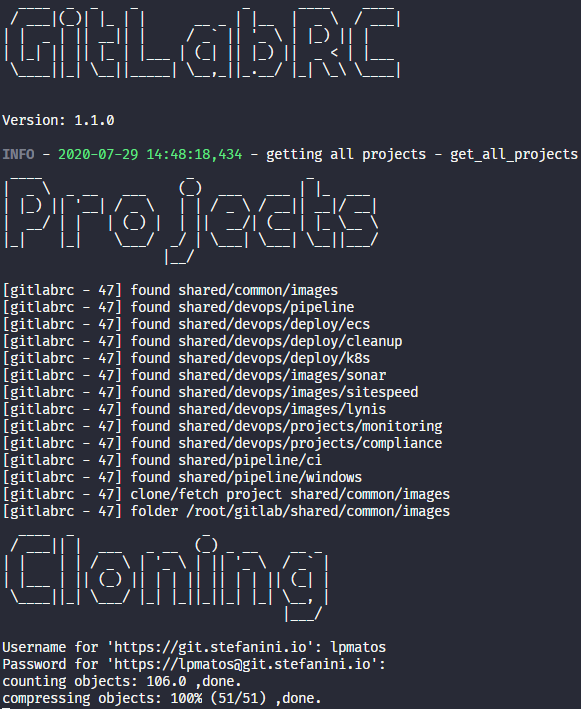 GitLabRC
Version: 1.1.0
INFO - 2020-07-29 14:48:18,434 - getting all projects - get_all_projects
Projects
[gitlabrc - 47] found shared/common/images
[gitlabrc - 47] found shared/devops/pipeline
[gitlabrc - 47] found shared/devops/deploy/ecs
[gitlabrc - 47] found shared/devops/deploy/cleanup
[gitlabrc - 47] found shared/devops/deploy/k8s
[gitlabrc - 47] found shared/devops/images/sonar
[gitlabrc - 47] found shared/devops/images/sitespeed
[gitlabrc - 47] found shared/devops/images/lynis
[gitlabrc - 47] found shared/devops/projects/monitoring
[gitlabrc - 47] found shared/devops/projects/compliance
[gitlabrc - 47] found shared/pipeline/ci
[gitlabrc - 47] found shared/pipeline/windows
[gitlabrc - 47] clone/fetch project shared/common/images
[gitlabrc - 47] folder /root/gitlab/shared/common/images
Cloning
Username for 'https://git.stefanini.io': lpmatos
Password for 'https://lpmatos@git.stefanini.io':
counting objects: 106.0 ,done.
compressing objects: 100% (51/51) ,done.